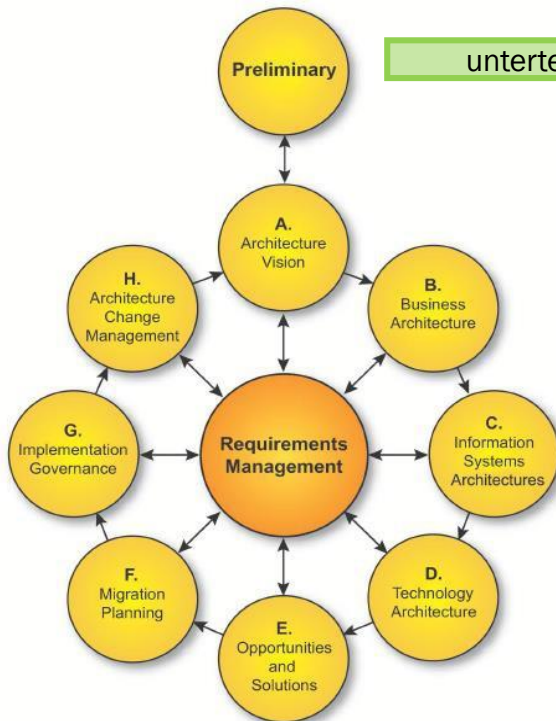 Preliminary
unterte
A.
Architecture
Vision
H.
Architecture
Change
Management
B.
Business
Architecture
G.
Implementation
Governance
Requirements
Management
C.
Information
Systems
Architectures
F.
Migration
Planning
D.
Technology
Architecture
E.
Opportunities
and
Solutions